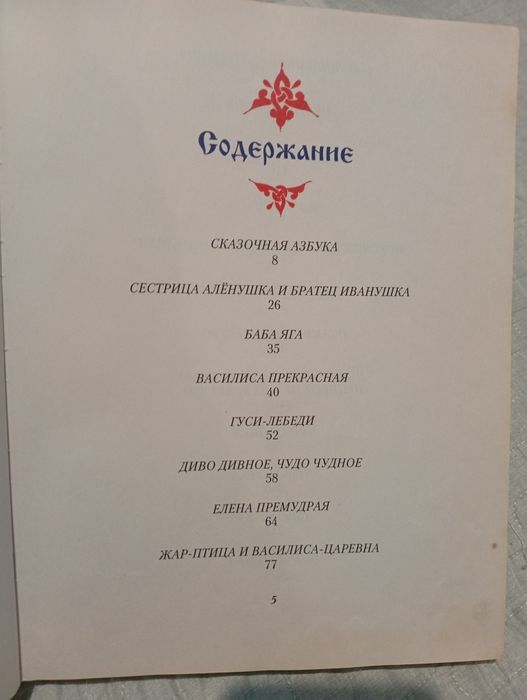 Содержание
СКАЗОЧНАЯ АЗБУКА
8
СЕСТРИЦА АЛЁНУШКА И БРАТЕЦ ИВАНУШКА
26
БАБА ЯГА
35
ВАСИЛИСА ПРЕКРАСНАЯ
40
ГУСИ-ЛЕБЕДИ
52
ДИВО ДИВНОЕ, ЧУДО ЧУДНОЕ
58
ЕЛЕНА ПРЕМУДРАЯ
64
ЖАР-ПТИЦА И ВАСИЛИСА-ЦАРЕВНА
77
5